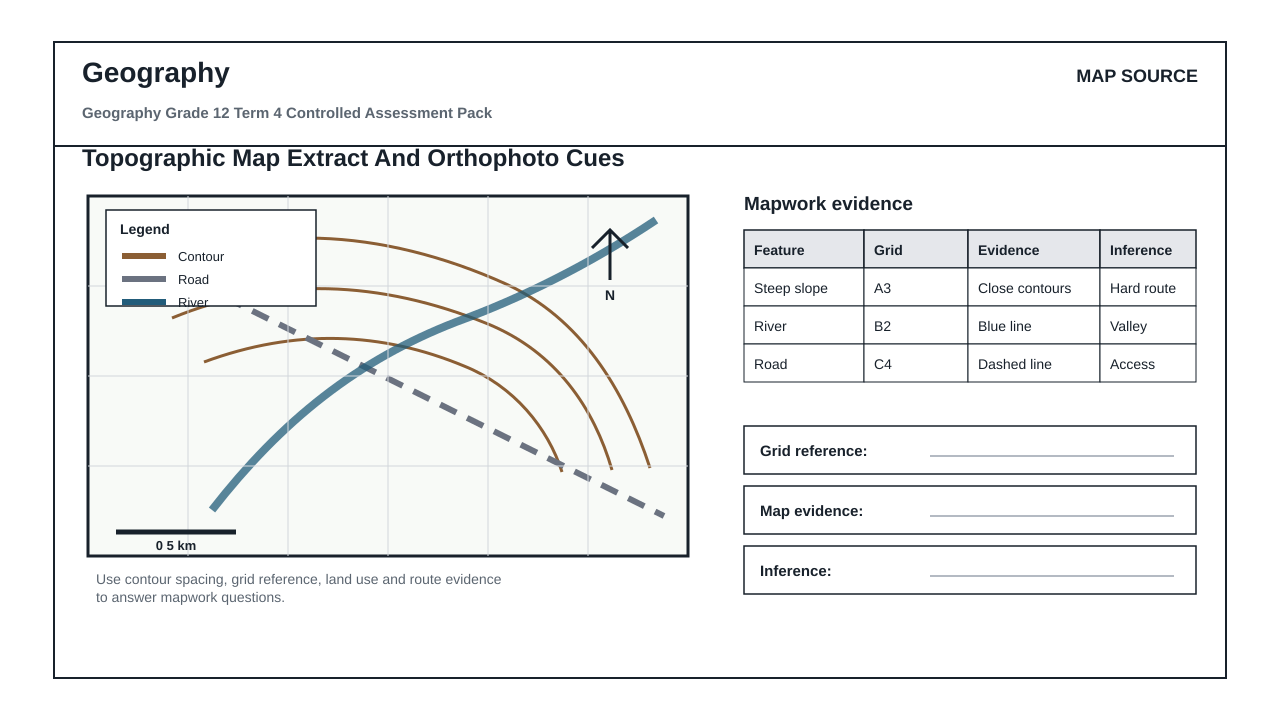 Geography
MAP SOURCE
Geography Grade 12 Term 4 Controlled Assessment Pack
Topographic Map Extract And Orthophoto Cues
Legend
Contour
Road
River
N
0 5 km
Use contour spacing, grid reference, land use and route evidence
to answer mapwork questions.
Mapwork evidence
Feature Grid Evidence Inference
Steep slope A3 Close contours Hard route
River B2 Blue line Valley
Road C4 Dashed line Access
Grid reference:
Map evidence:
Inference: